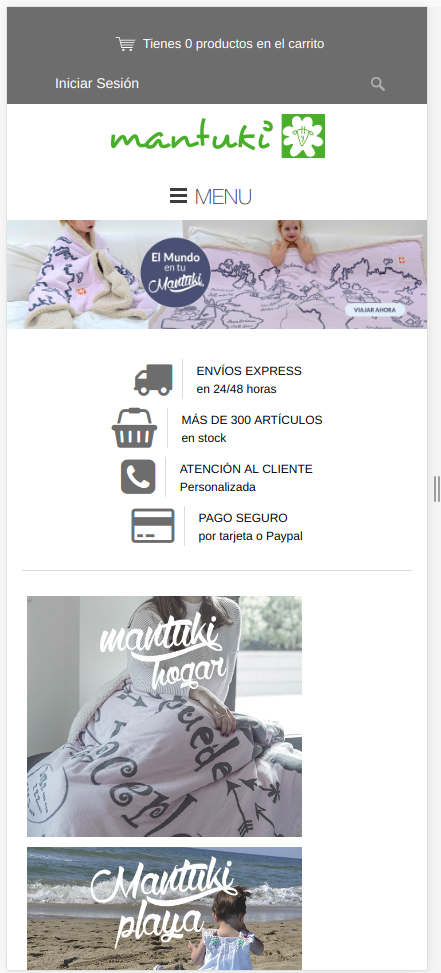 Tienes 0 productos en el carrito
Iniciar Sesión
mantuki
MENU
El Mundo
en tu
Mantuki
VIAJAR AHORA
ENVÍOS EXPRESS
en 24/48 horas
MÁS DE 300 ARTÍCULOS
en stock
ATENCIÓN AL CLIENTE
Personalizada
PAGO SEGURO
por tarjeta o Paypal
mantuki
hogar
puede
Mantuki
playa